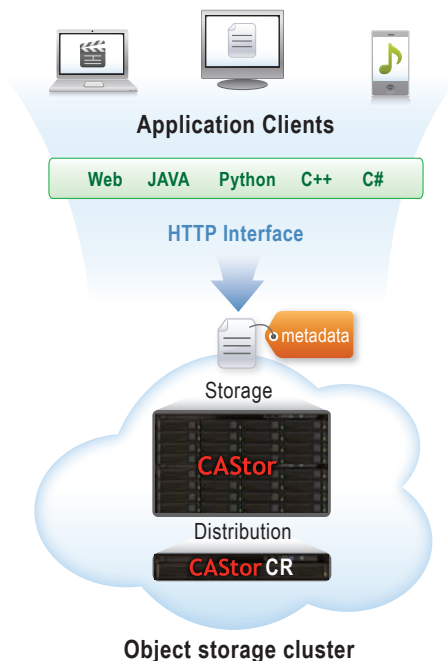 Application Clients
Web JAVA Python C++ C#
HTTP Interface
metadata
Storage
CAStor
Distribution
CAStor CR
Object storage cluster